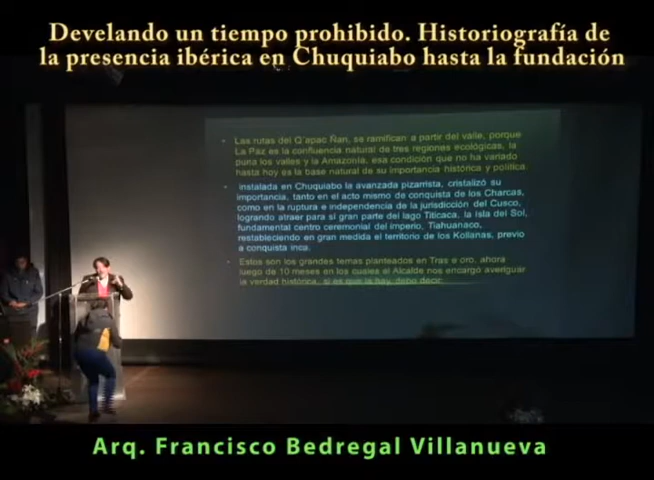 Develando un tiempo prohibido. Historiografía de
la presencia ibérica en Chuquiabo hasta la fundación
Las rutas del Q'apac Ñan, se ramifican a partir del valle, porque
La Paz es la confluencia natural de tres regiones ecológicas, la
puna los valles y la Amazonia, esa condición que no ha variado
hasta hoy es la base natural de su importancia histórica y política.
instalada en Chuquiabo la avanzada pizarrista, cristalizó su
importancia, tanto en el acto mismo de conquista de los Charcas,
como en la ruptura e independencia de la jurisdicción del Cusco,
logrando atraer para sí gran parte del lago Titicaca, la Isla del Sol,
fundamental centro ceremonial del imperio, Tiahuanaco,
restableciendo en gran medida el territorio de los Kollanas, previo
a conquista inca.
Estos son los grandes temas planteados en Tras e oro, ahora
luego de 10 meses en los cuales el Alcalde nos encargó averiguar
la verdad histórica, si es que la hay, debo decir:
Arq. Francisco Bedregal Villanueva